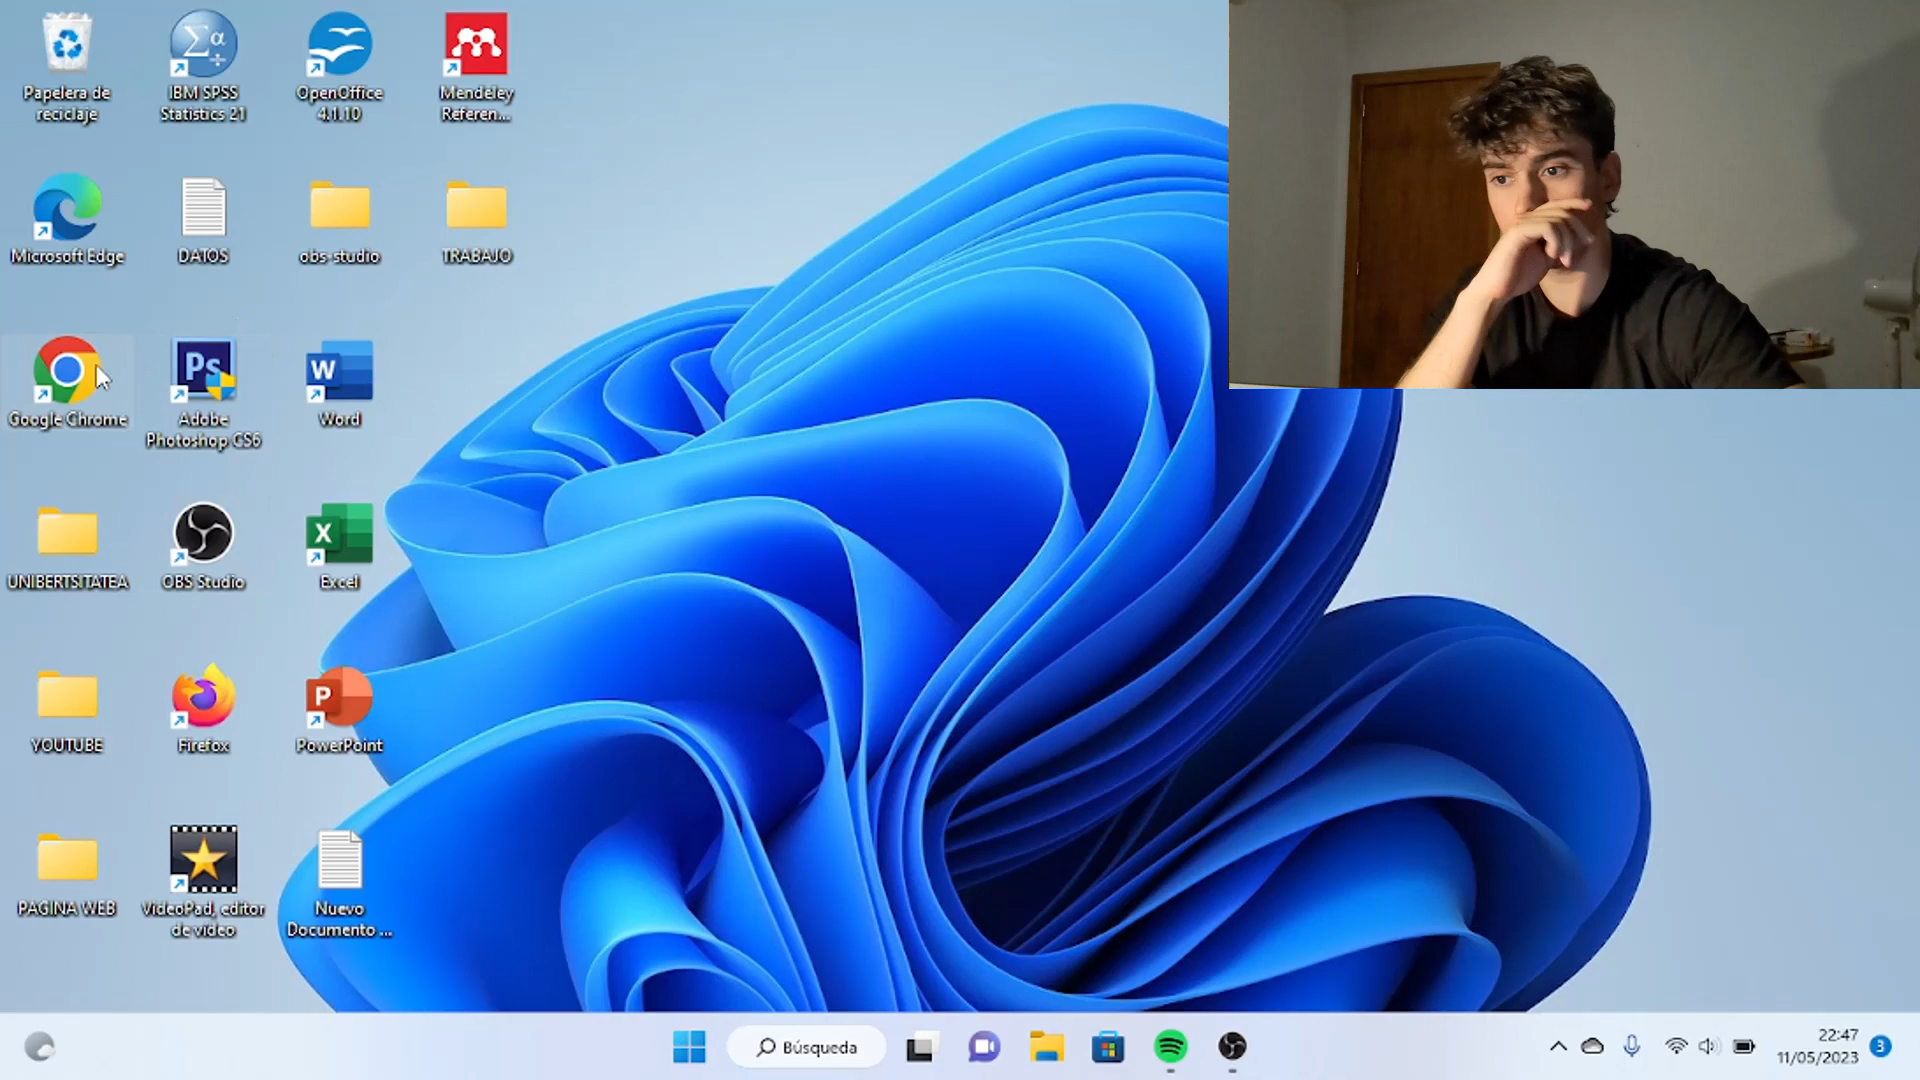 Papelera de
reciclaje
IBM SPSS
Statistics 21
OpenOffice
4.1.10
Mendeley
Referen...
Microsoft Edge
DATOS
obs-studio
TRABAJO
Google Chrome
Ps
Adobe
Photoshop CS6
W
Word
UNIBERTSITATEA
OBS Studio
X
Excel
YOUTUBE
Firefox
P
PowerPoint
PAGINA WEB
VideoPad, editor
de vídeo
Nuevo
Documento ...
Búsqueda
22:47
11/05/2023
3